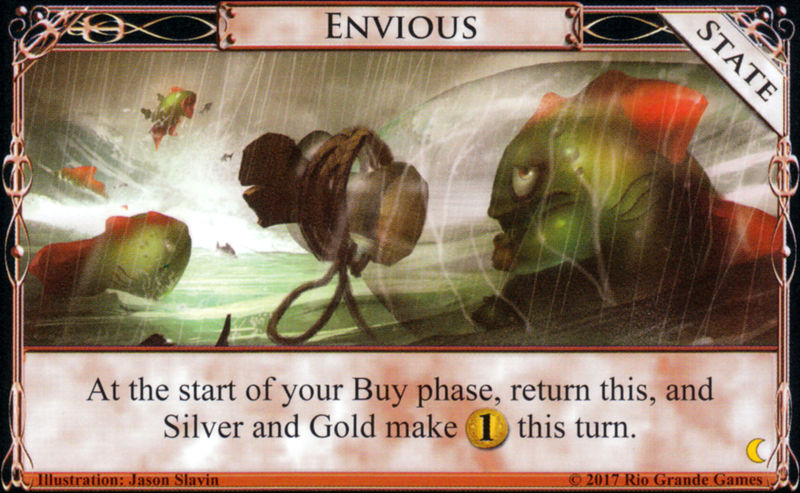 ENVIOUS
STATE
At the start of your Buy phase, return this, and
Silver and Gold make 1 this turn.
Illustration: Jason Slavin © 2017 Rio Grande Games